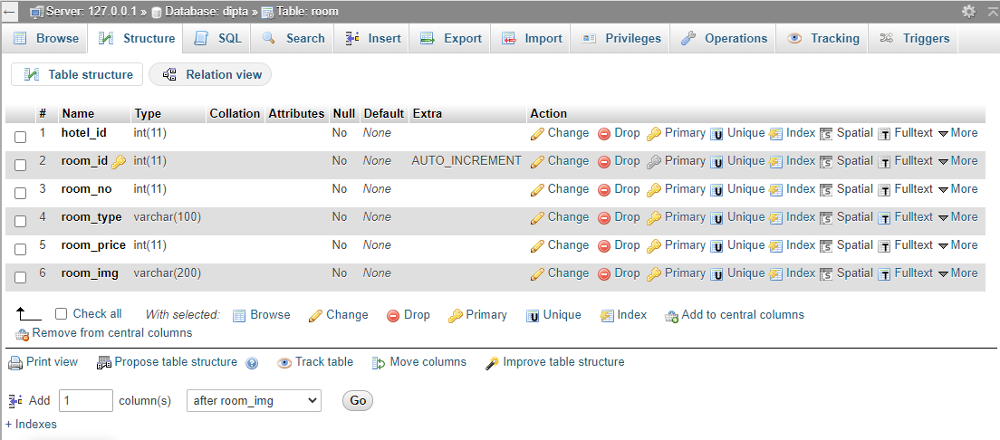 Server: 127.0.0.1 » Database: dipta » Table: room
Browse Structure SQL Search Insert Export Import Privileges Operations Tracking Triggers
Table structure Relation view
# Name Type Collation Attributes Null Default Extra Action
1 hotel_id int(11) No None Change Drop Primary Unique Index Spatial Fulltext More
2 room_id int(11) No None AUTO_INCREMENT Change Drop Primary Unique Index Spatial Fulltext More
3 room_no int(11) No None Change Drop Primary Unique Index Spatial Fulltext More
4 room_type varchar(100) No None Change Drop Primary Unique Index Spatial Fulltext More
5 room_price int(11) No None Change Drop Primary Unique Index Spatial Fulltext More
6 room_img varchar(200) No None Change Drop Primary Unique Index Spatial Fulltext More
Check all With selected: Browse Change Drop Primary Unique Index Add to central columns
Remove from central columns
Print view Propose table structure Track table Move columns Improve table structure
Add 1 column(s) after room_img Go
+ Indexes